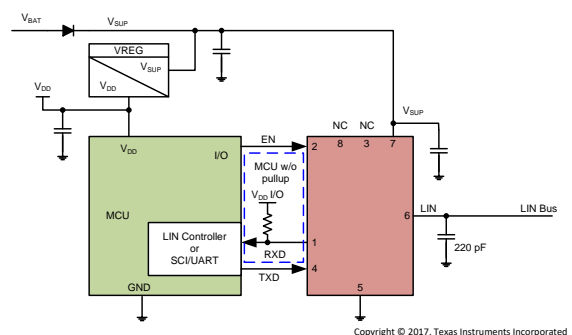 VBAT
VSUP
VREG
VSUP
VDD
VDD
VSUP
NC NC
EN
VDD
I/O
2
8
3
7
MCU w/o
pullup
VDD I/O
MCU
LIN Controller
or
SCI/UART
RXD
1
TXD
4
6
LIN
LIN Bus
220 pF
GND
5
Copyright © 2017, Texas Instruments Incorporated